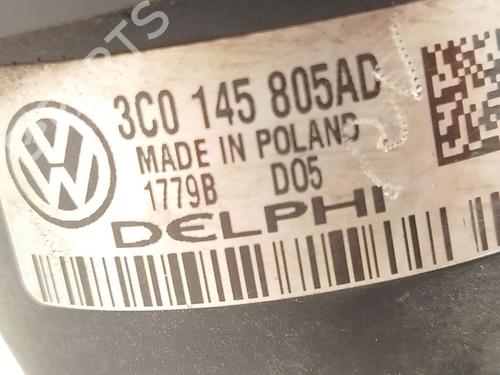 3C0 145 805AD
MADE IN POLAND
1779B D05
DELPHI